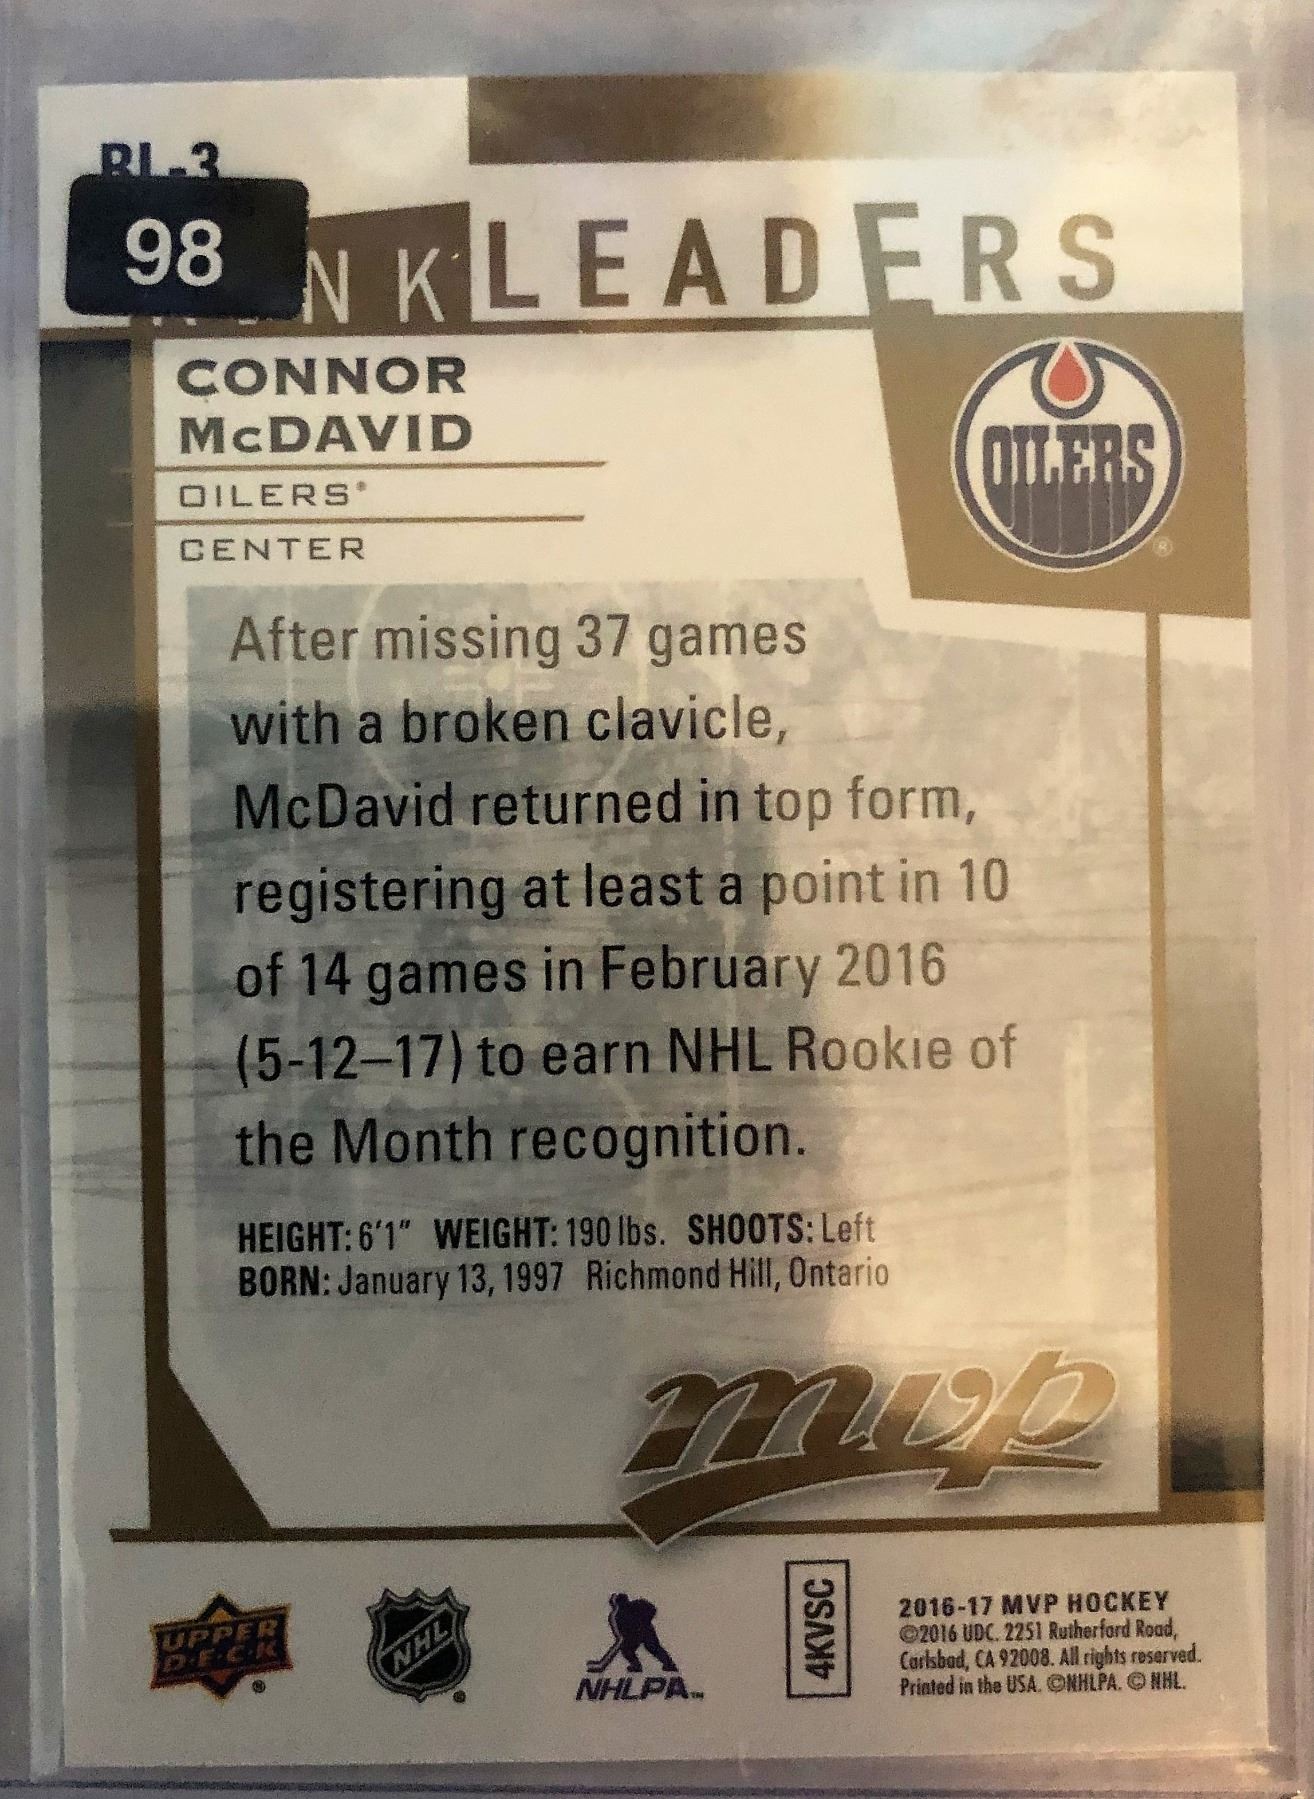 RL-3
98
NK LEADERS
CONNOR
McDAVID
OILERS®
CENTER
OILERS
®
After missing 37 games
with a broken clavicle,
McDavid returned in top form,
registering at least a point in 10
of 14 games in February 2016
(5-12–17) to earn NHL Rookie of
the Month recognition.
HEIGHT: 6'1" WEIGHT: 190 lbs. SHOOTS: Left
BORN: January 13, 1997 Richmond Hill, Ontario
mvp
UPPER
D·E·C·K
®
NHL
®
NHLPA™
4KVSC
2016-17 MVP HOCKEY
©2016 UDC. 2251 Rutherford Road,
Carlsbad, CA 92008. All rights reserved.
Printed in the USA. ©NHLPA. © NHL.